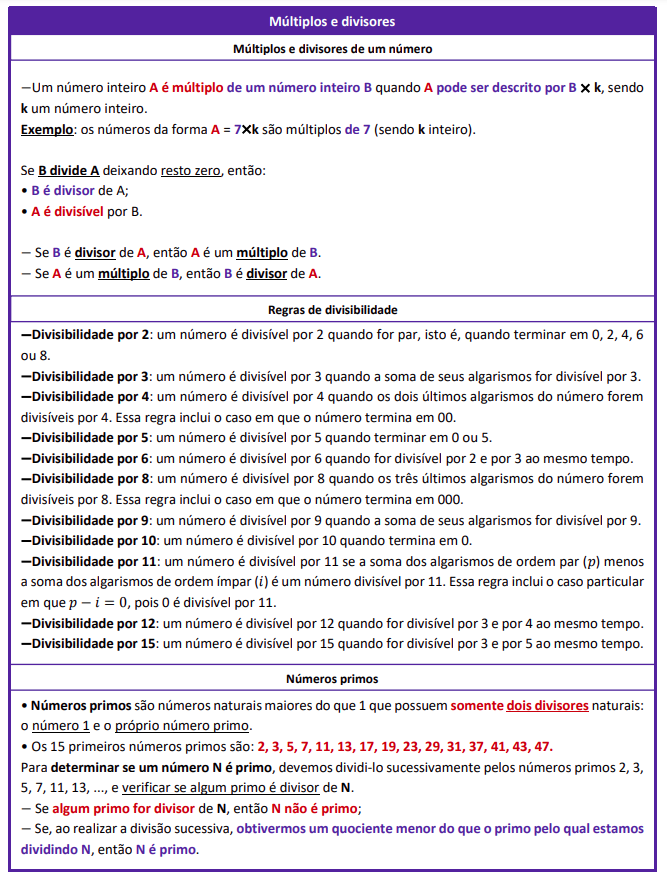 Múltiplos e divisores
Múltiplos e divisores de um número
—Um número inteiro A é múltiplo de um número inteiro B quando A pode ser descrito por B × k, sendo
k um número inteiro.
Exemplo: os números da forma A = 7×k são múltiplos de 7 (sendo k inteiro).
Se B divide A deixando resto zero, então:
• B é divisor de A;
• A é divisível por B.
— Se B é divisor de A, então A é um múltiplo de B.
— Se A é um múltiplo de B, então B é divisor de A.
Regras de divisibilidade
—Divisibilidade por 2: um número é divisível por 2 quando for par, isto é, quando terminar em 0, 2, 4, 6
ou 8.
—Divisibilidade por 3: um número é divisível por 3 quando a soma de seus algarismos for divisível por 3.
—Divisibilidade por 4: um número é divisível por 4 quando os dois últimos algarismos do número forem
divisíveis por 4. Essa regra inclui o caso em que o número termina em 00.
—Divisibilidade por 5: um número é divisível por 5 quando terminar em 0 ou 5.
—Divisibilidade por 6: um número é divisível por 6 quando for divisível por 2 e por 3 ao mesmo tempo.
—Divisibilidade por 8: um número é divisível por 8 quando os três últimos algarismos do número forem
divisíveis por 8. Essa regra inclui o caso em que o número termina em 000.
—Divisibilidade por 9: um número é divisível por 9 quando a soma de seus algarismos for divisível por 9.
—Divisibilidade por 10: um número é divisível por 10 quando termina em 0.
—Divisibilidade por 11: um número é divisível por 11 se a soma dos algarismos de ordem par (p) menos
a soma dos algarismos de ordem ímpar (i) é um número divisível por 11. Essa regra inclui o caso particular
em que p − i = 0, pois 0 é divisível por 11.
—Divisibilidade por 12: um número é divisível por 12 quando for divisível por 3 e por 4 ao mesmo tempo.
—Divisibilidade por 15: um número é divisível por 15 quando for divisível por 3 e por 5 ao mesmo tempo.
Números primos
• Números primos são números naturais maiores do que 1 que possuem somente dois divisores naturais:
o número 1 e o próprio número primo.
• Os 15 primeiros números primos são: 2, 3, 5, 7, 11, 13, 17, 19, 23, 29, 31, 37, 41, 43, 47.
Para determinar se um número N é primo, devemos dividi-lo sucessivamente pelos números primos 2, 3,
5, 7, 11, 13, ..., e verificar se algum primo é divisor de N.
— Se algum primo for divisor de N, então N não é primo;
— Se, ao realizar a divisão sucessiva, obtivermos um quociente menor do que o primo pelo qual estamos
dividindo N, então N é primo.